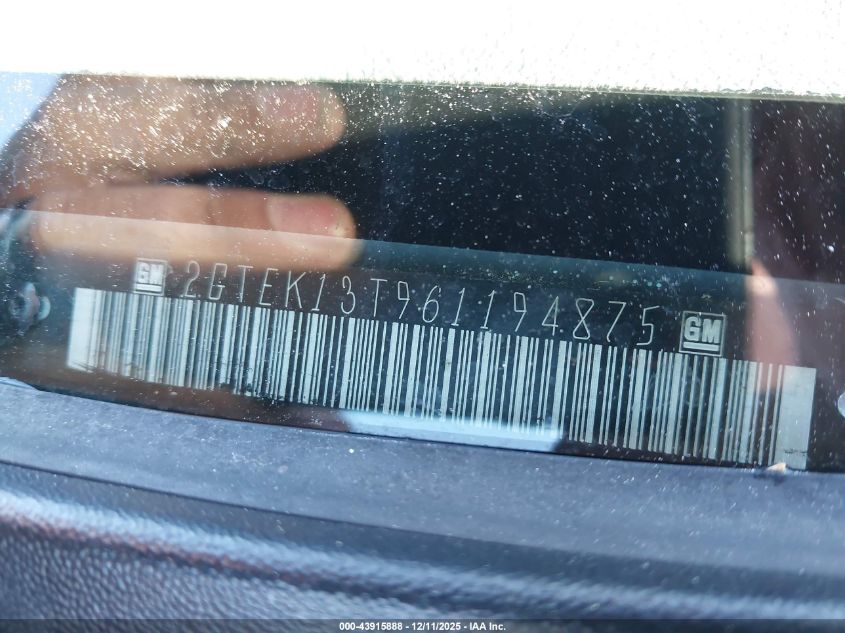 GM 2GTEK13T961194875 GM
000-43915888 - 12/11/2025 - IAA Inc.